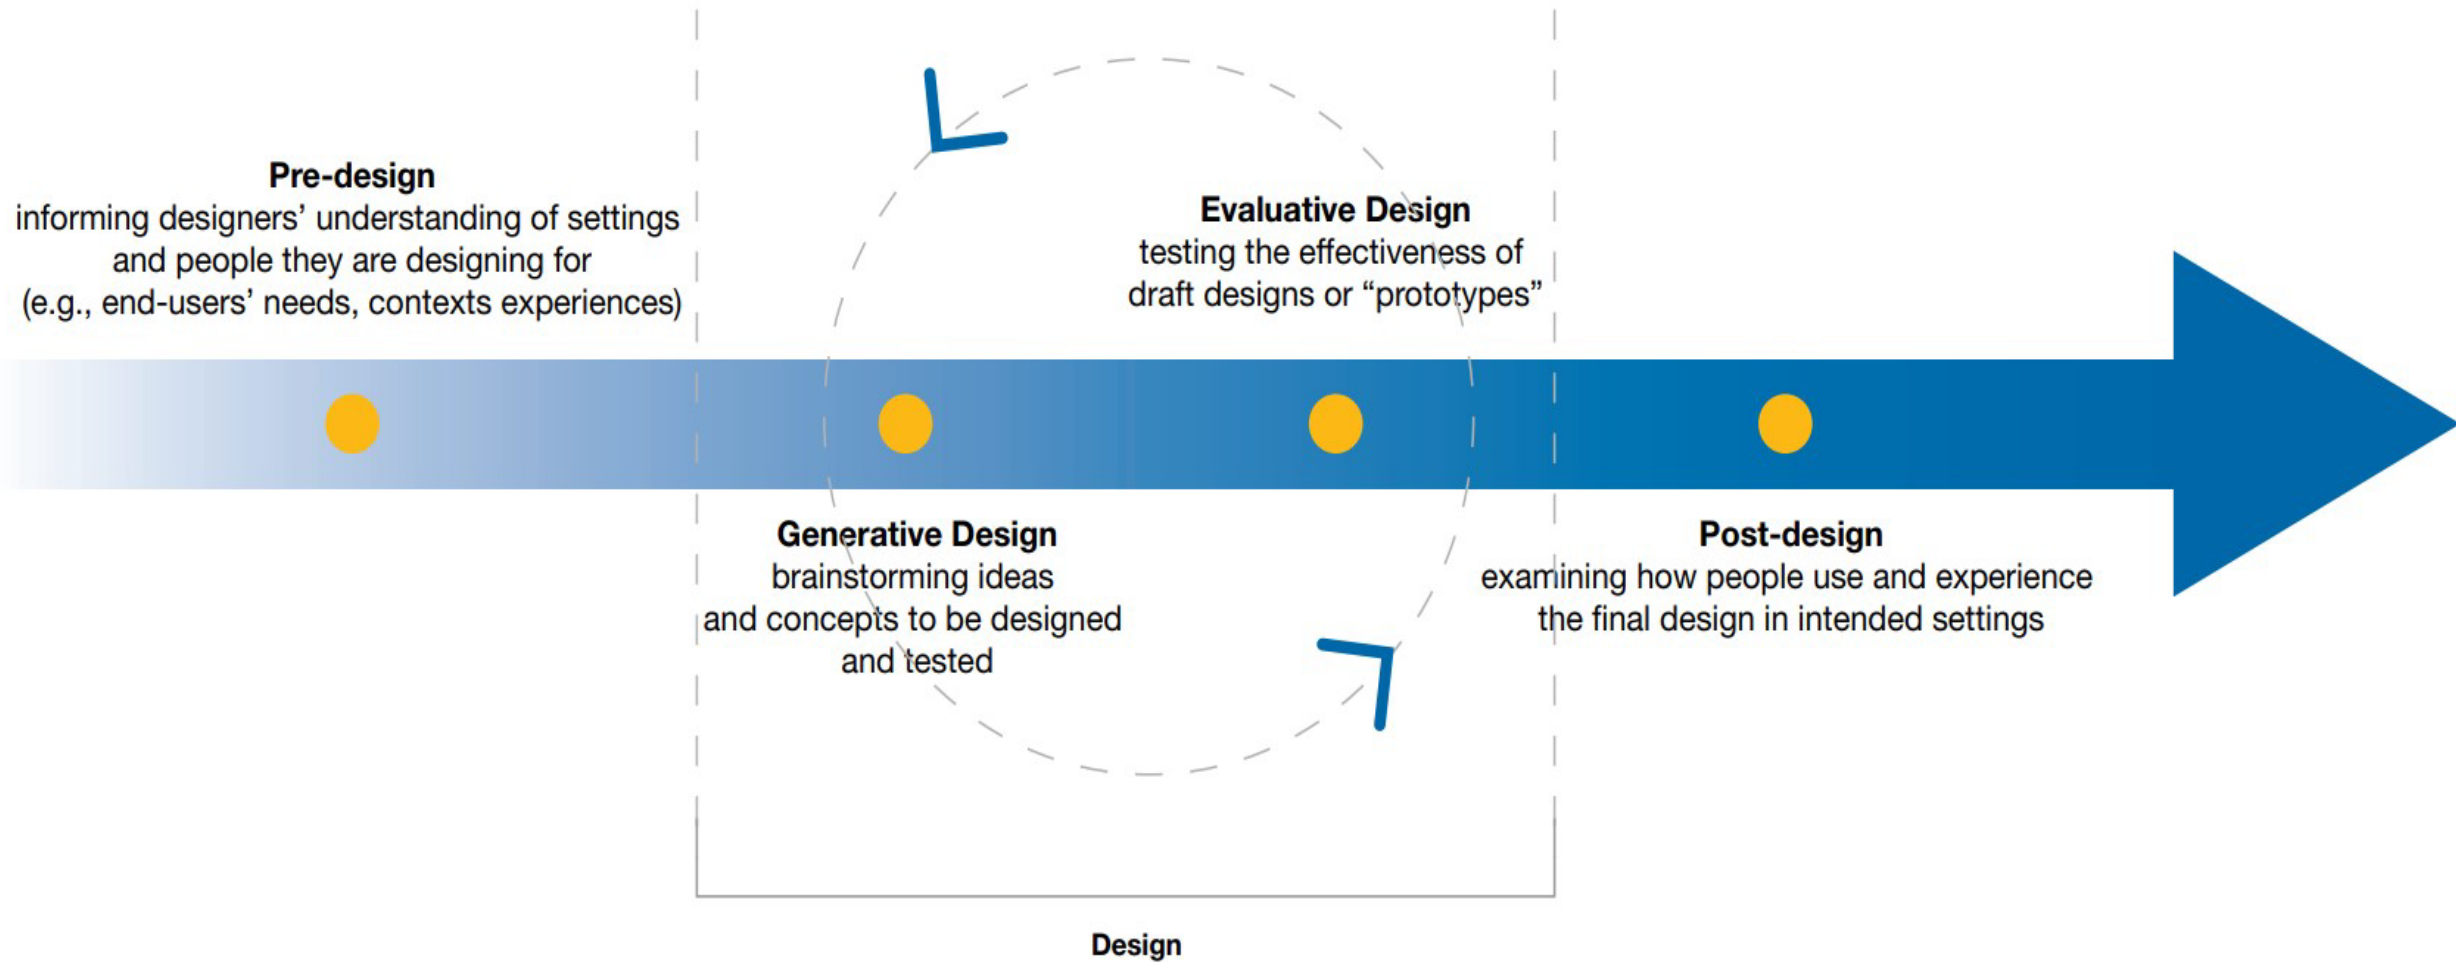 Pre-design
informing designers’ understanding of settings
and people they are designing for
(e.g., end-users’ needs, contexts experiences)
Evaluative Design
testing the effectiveness of
draft designs or “prototypes”
Generative Design
brainstorming ideas
and concepts to be designed
and tested
Post-design
examining how people use and experience
the final design in intended settings
Design